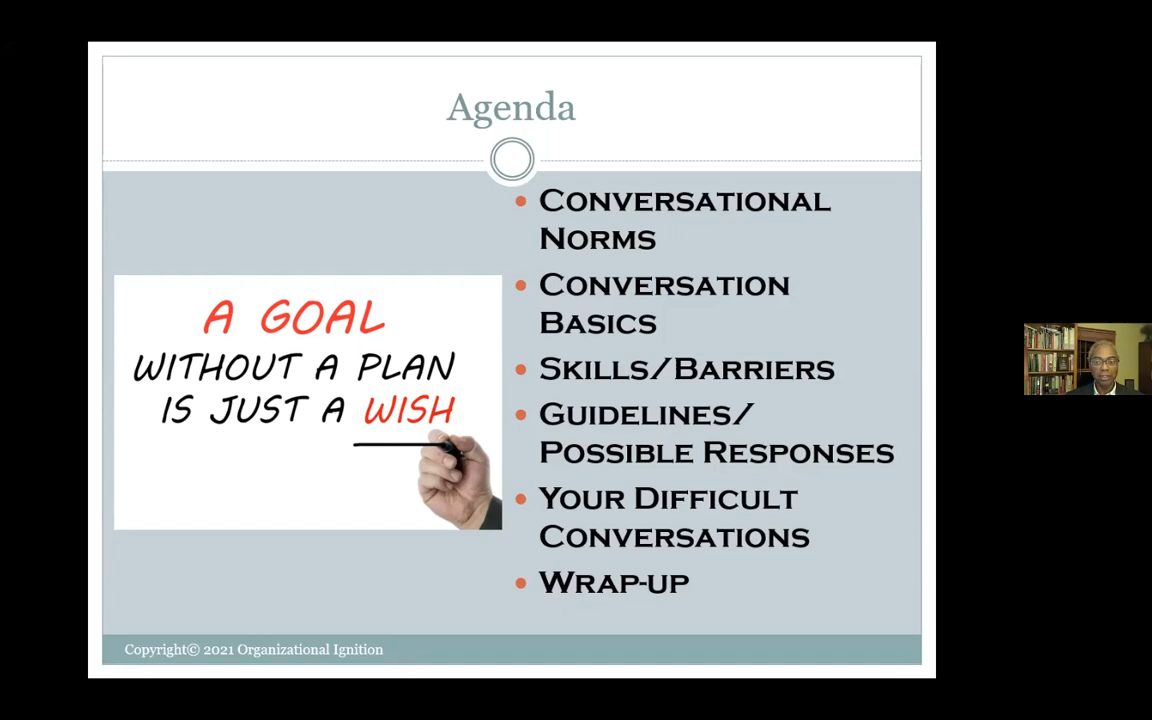 Agenda
A GOAL
WITHOUT A PLAN
IS JUST A WISH
• CONVERSATIONAL
NORMS
• CONVERSATION
BASICS
• SKILLS/BARRIERS
• GUIDELINES/
POSSIBLE RESPONSES
• YOUR DIFFICULT
CONVERSATIONS
• WRAP-UP
Copyright© 2021 Organizational Ignition